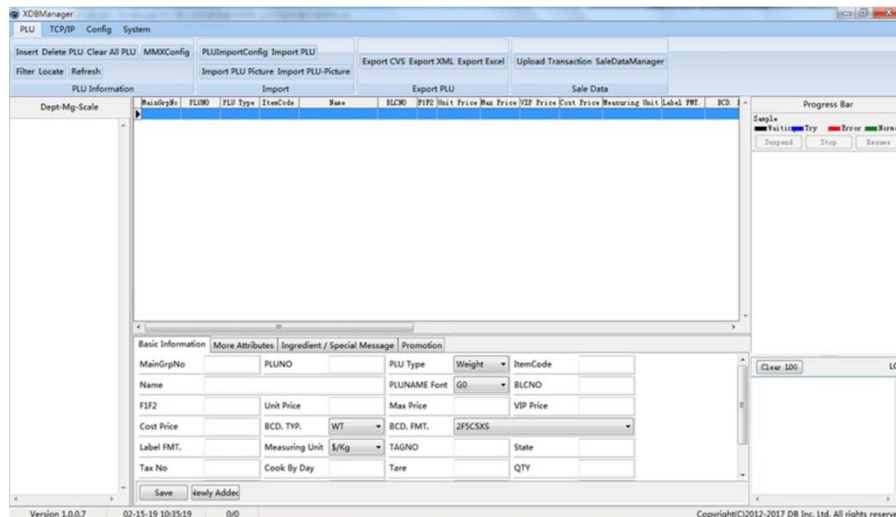 XDBManager
PLU TCP/IP Config System
Insert Delete PLU Clear All PLU MMXConfig PLUImportConfig Import PLU
Export CVS Export XML Export Excel Upload Transaction SaleDataManager
Filter Locate Refresh Import PLU Picture Import PLU-Picture
PLU Information Import Export PLU Sale Data
Dept-Mg-Scale
MainGrpNo PLUNO PLU Type ItemCode Name BLCNO F1F2 Unit Price Max Price VIP Price Cost Price Measuring Unit Label FMT. BCD.
Progress Bar
Sample
Waiting Try Error
Suspend Stop Resume
Basic Information More Attributes Ingredient / Special Message Promotion
MainGrpNo PLUNO PLU Type Weight ItemCode
Name PLUNAME Font G0 BLCNO
F1F2 Unit Price Max Price VIP Price
Cost Price BCD. TYP. WT BCD. FMT. 2F5C5XS
Label FMT. Measuring Unit $/Kg TAGNO State
Tax No Cook By Day Tare QTY
Save Newly Added
Clear LOG
Version 1.0.0.7 02-15-19 10:35:19 0/0 Copyright(C)2012-2017 DB Inc. Ltd. All rights reserve